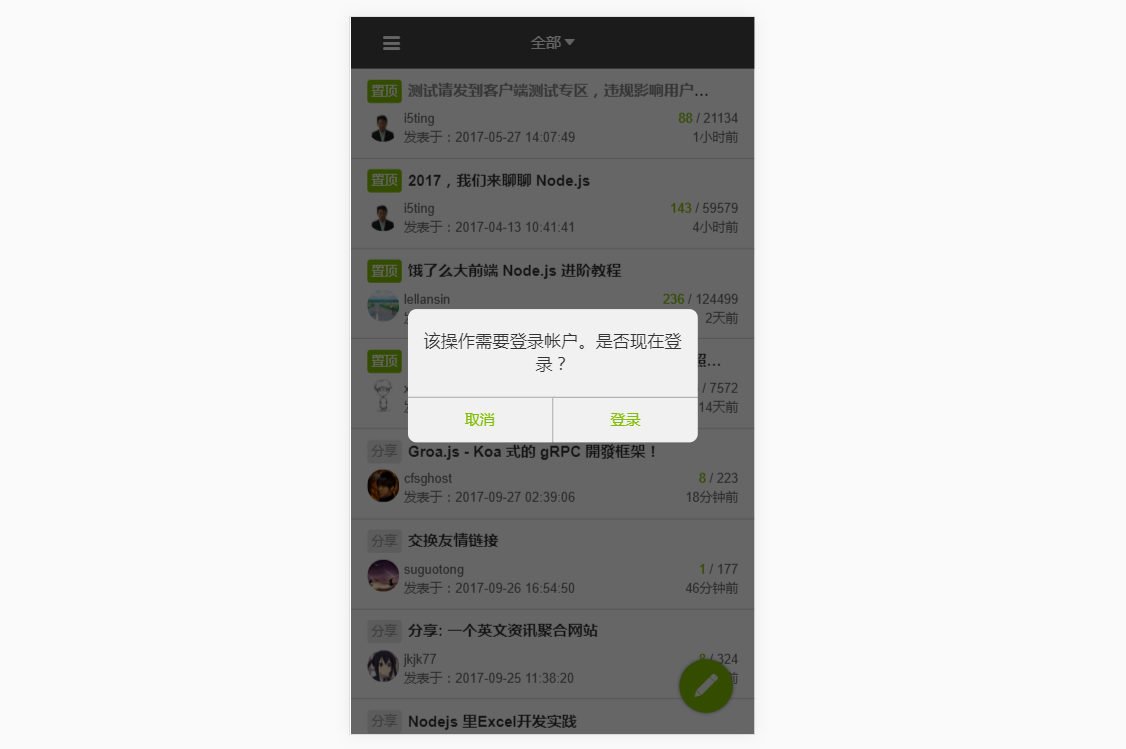 全部
置顶 测试请发到客户端测试专区，违规影响用户...
i5ting 88 / 21134
发表于：2017-05-27 14:07:49 1小时前
置顶 2017，我们来聊聊 Node.js
i5ting 143 / 59579
发表于：2017-04-13 10:41:41 4小时前
置顶 饿了么大前端 Node.js 进阶教程
lellansin 236 / 124499
2天前
该操作需要登录帐户。是否现在登
录？
置顶
/ 7572
14天前
取消 登录
分享 Groa.js - Koa 式的 gRPC 開發框架！
cfsghost 8 / 223
发表于：2017-09-27 02:39:06 18分钟前
分享 交换友情链接
suguotong 1 / 177
发表于：2017-09-26 16:54:50 46分钟前
分享 分享: 一个英文资讯聚合网站
jkjk77 8 / 324
发表于：2017-09-25 11:38:20
分享 Nodejs 里Excel开发实践